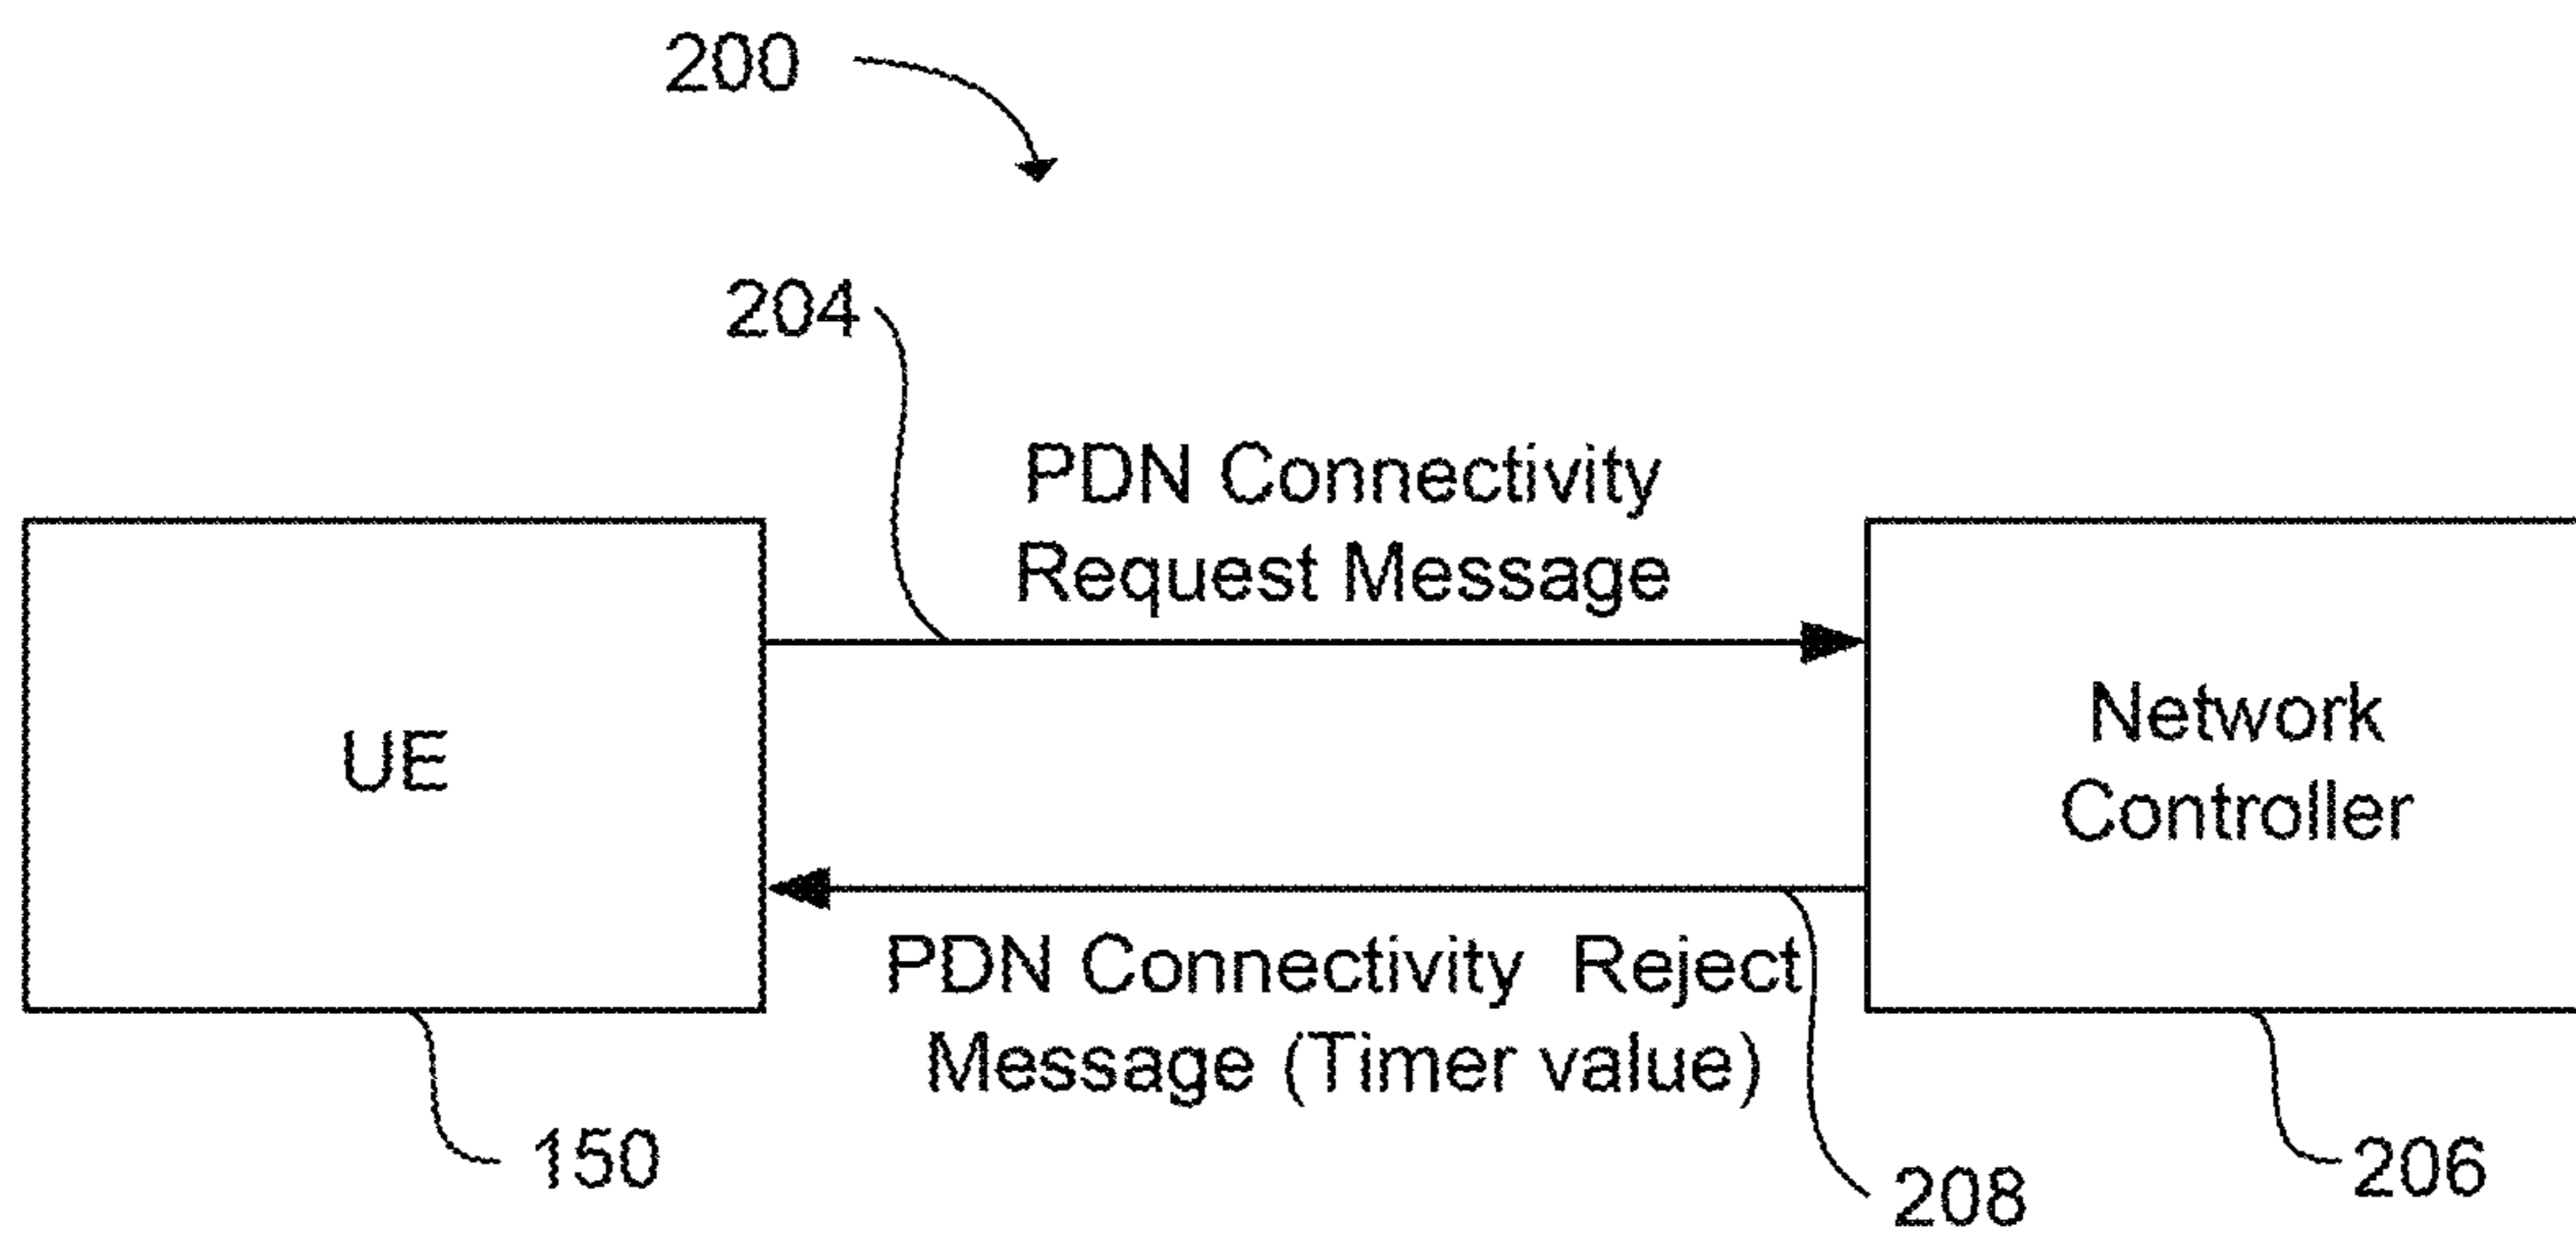 200
204
PDN Connectivity
Request Message
UE
Network
Controller
PDN Connectivity Reject
Message (Timer value)
150
208
206